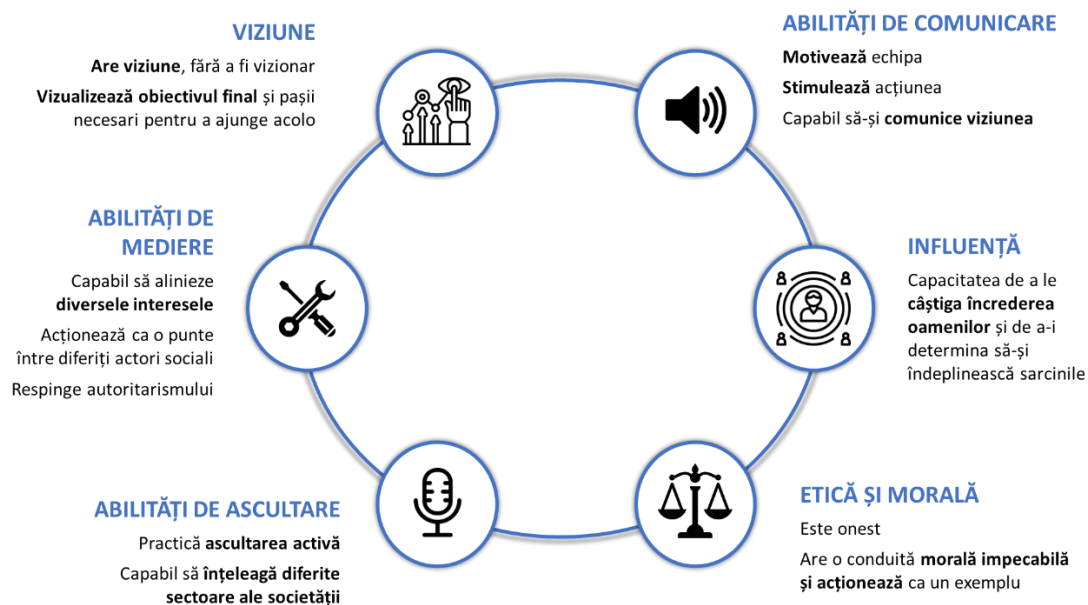 VIZIUNE
Are viziune, fără a fi vizionar
Vizualizează obiectivul final și pașii
necesari pentru a ajunge acolo
ABILITĂȚI DE COMUNICARE
Motivează echipa
Stimulează acțiunea
Capabil să-și comunice viziunea
ABILITĂȚI DE
MEDIERE
Capabil să alinieze
diversele interesele
Acționează ca o punte
între diferiți actori sociali
Respinge autoritarismului
INFLUENȚĂ
Capacitatea de a le
câștiga încrederea
oamenilor și de a-i
determina să-și
îndeplinească sarcinile
ABILITĂȚI DE ASCULTARE
Practică ascultarea activă
Capabil să înțeleagă diferite
sectoare ale societății
ETICĂ ȘI MORALĂ
Este onest
Are o conduită morală impecabilă
și acționează ca un exemplu